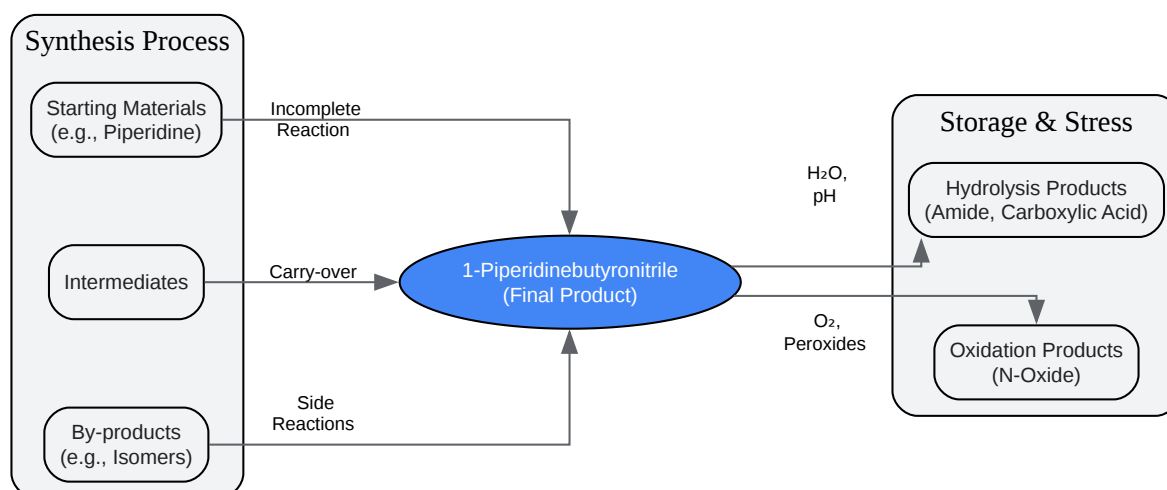 Synthesis Process
Starting Materials
(e.g., Piperidine)
Incomplete
Reaction
Intermediates
Carry-over
By-products
(e.g., Isomers)
Side
Reactions
1-Piperidinebutyronitrile
(Final Product)
H₂O,
pH
O₂,
Peroxides
Storage & Stress
Hydrolysis Products
(Amide, Carboxylic Acid)
Oxidation Products
(N-Oxide)